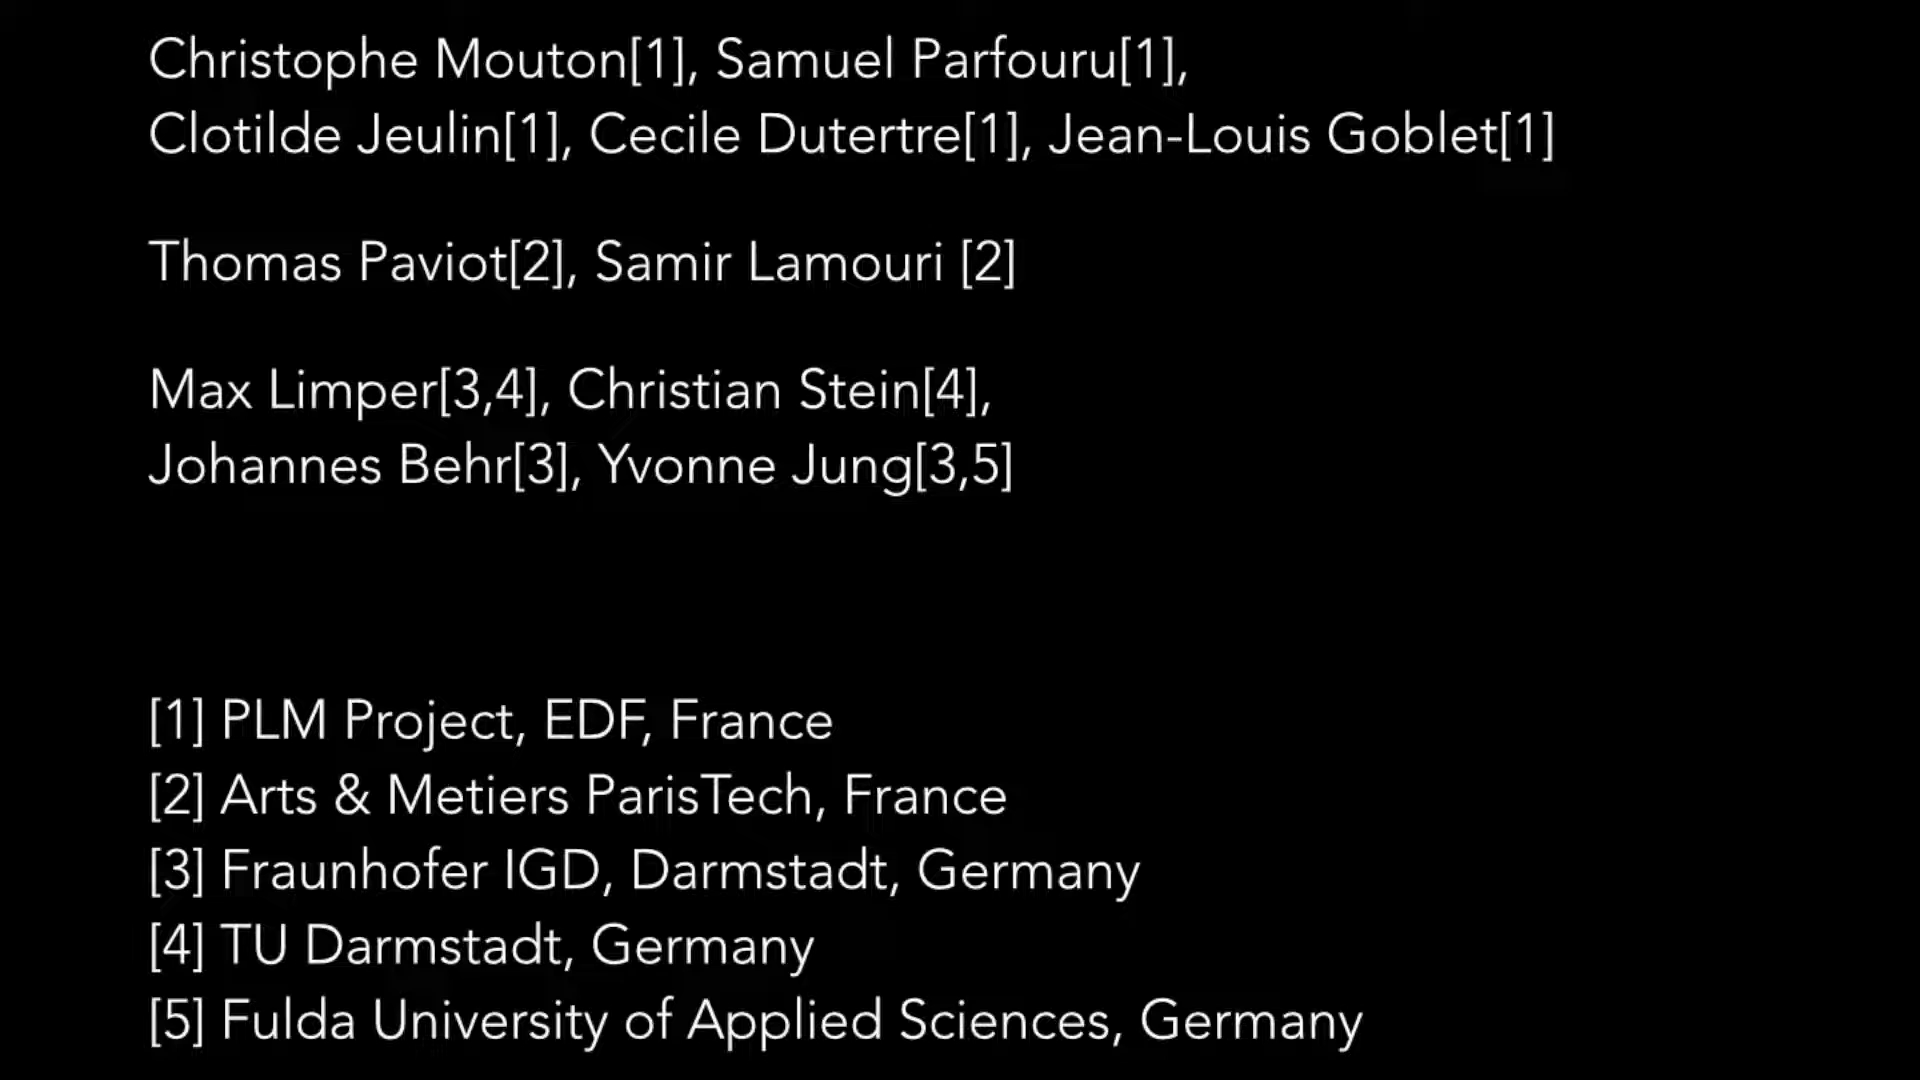 Christophe Mouton[1], Samuel Parfouru[1],
Clotilde Jeulin[1], Cecile Dutertre[1], Jean-Louis Goblet[1]
Thomas Paviot[2], Samir Lamouri [2]
Max Limper[3,4], Christian Stein[4],
Johannes Behr[3], Yvonne Jung[3,5]
[1] PLM Project, EDF, France
[2] Arts & Metiers ParisTech, France
[3] Fraunhofer IGD, Darmstadt, Germany
[4] TU Darmstadt, Germany
[5] Fulda University of Applied Sciences, Germany